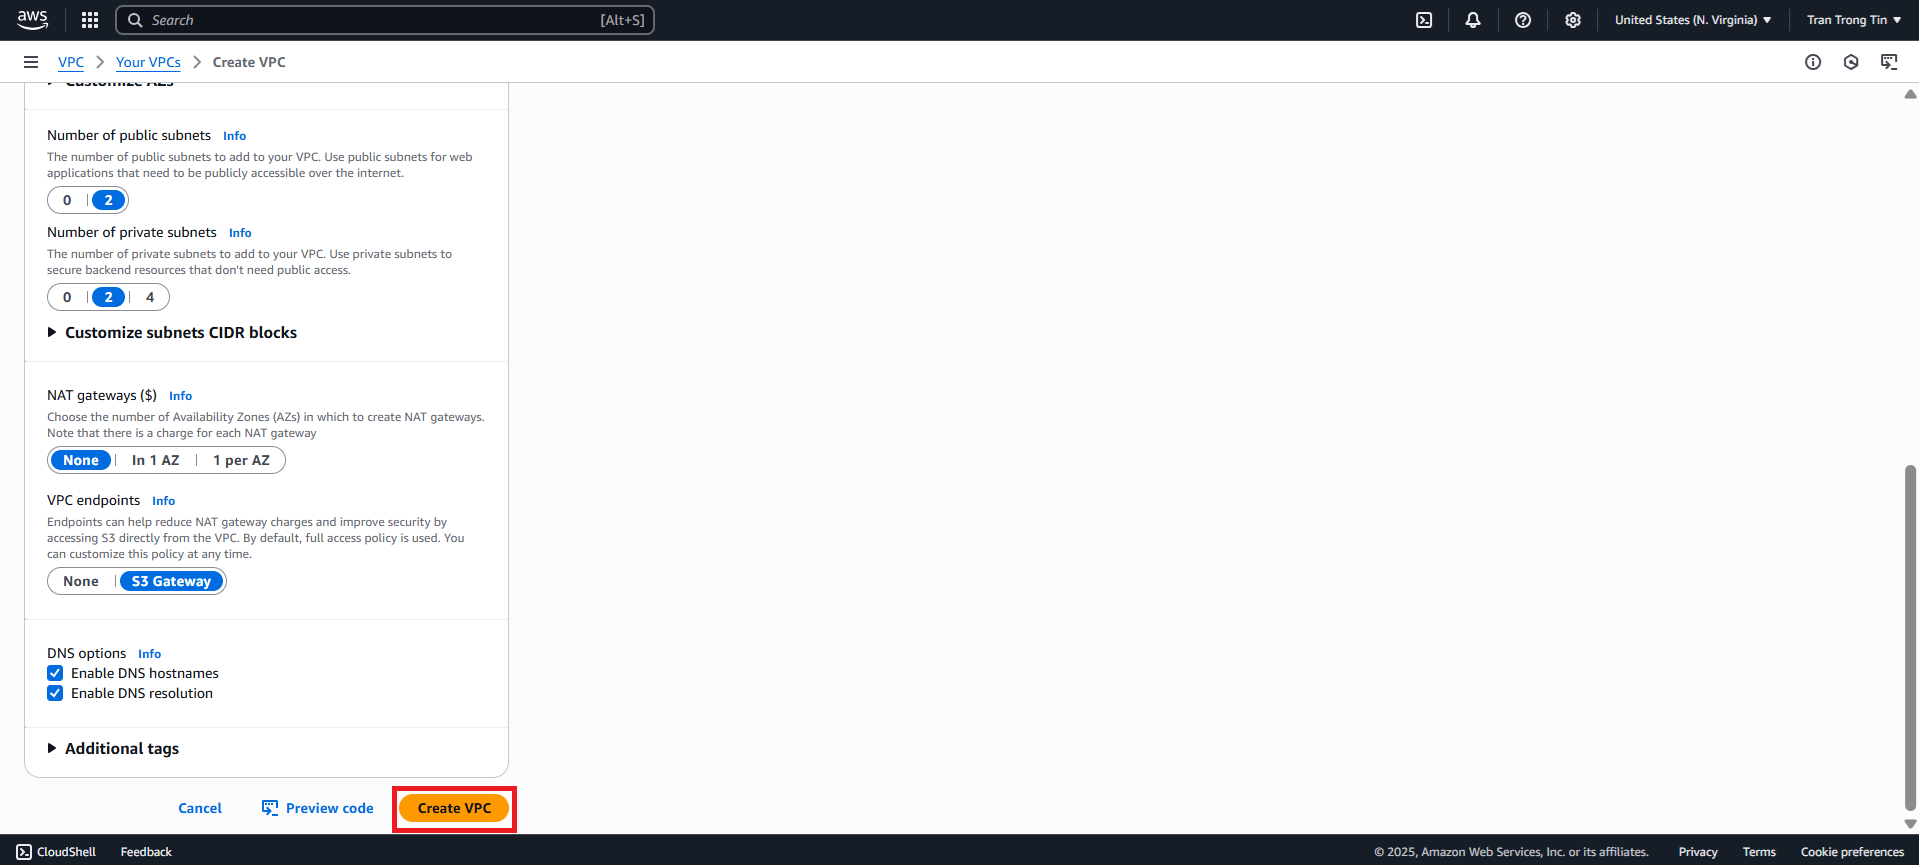 aws
Search
[Alt+S]
United States (N. Virginia)
Tran Trong Tin
VPC
Your VPCs
Create VPC
Customize AZs
Number of public subnets Info
The number of public subnets to add to your VPC. Use public subnets for web
applications that need to be publicly accessible over the internet.
0 2
Number of private subnets Info
The number of private subnets to add to your VPC. Use private subnets to
secure backend resources that don't need public access.
0 2 4
Customize subnets CIDR blocks
NAT gateways ($) Info
Choose the number of Availability Zones (AZs) in which to create NAT gateways.
Note that there is a charge for each NAT gateway
None In 1 AZ 1 per AZ
VPC endpoints Info
Endpoints can help reduce NAT gateway charges and improve security by
accessing S3 directly from the VPC. By default, full access policy is used. You
can customize this policy at any time.
None S3 Gateway
DNS options Info
Enable DNS hostnames
Enable DNS resolution
Additional tags
Cancel
Preview code
Create VPC
CloudShell
Feedback
© 2025, Amazon Web Services, Inc. or its affiliates.
Privacy
Terms
Cookie preferences